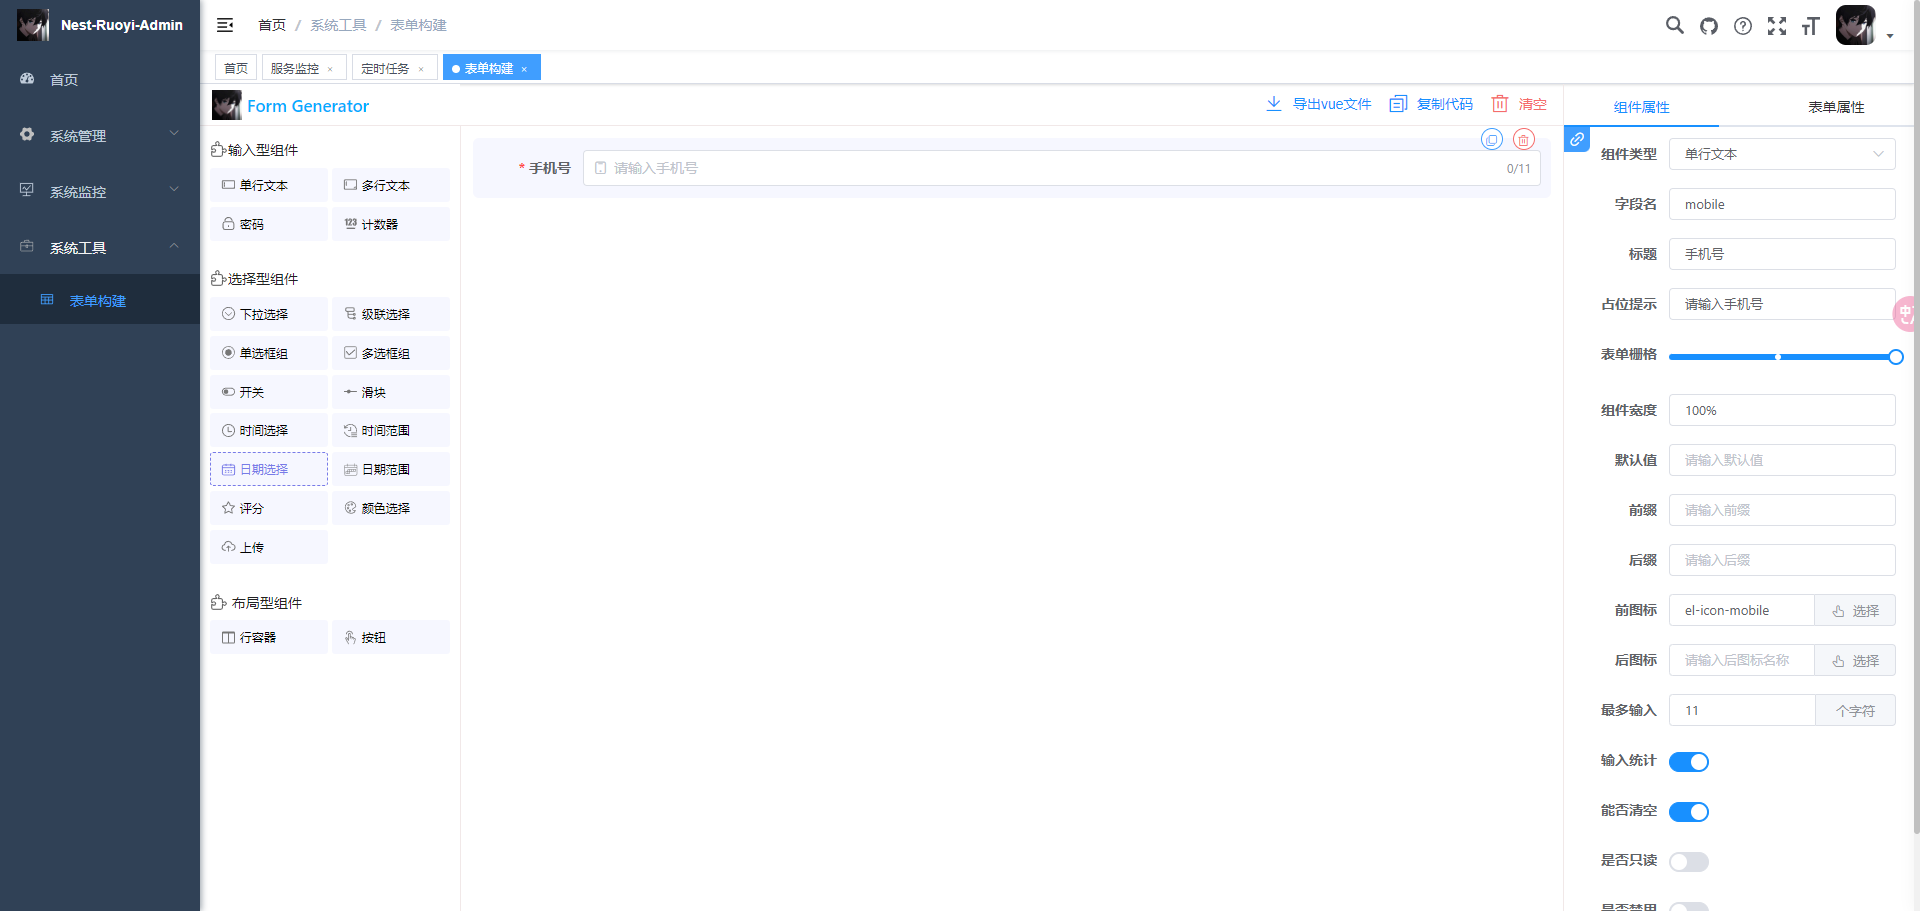 Nest-Ruoyi-Admin
首页
系统管理
系统监控
系统工具
表单构建
首页 / 系统工具 / 表单构建
首页 服务监控 × 定时任务 × 表单构建 ×
Form Generator
导出vue文件 复制代码 清空
输入型组件
单行文本 多行文本
密码 123 计数器
选择型组件
下拉选择 级联选择
单选框组 多选框组
开关 滑块
时间选择 时间范围
日期选择 日期范围
评分 颜色选择
上传
布局型组件
行容器 按钮
* 手机号 请输入手机号 0/11
组件属性 表单属性
组件类型 单行文本
字段名 mobile
标题 手机号
占位提示 请输入手机号
中
表单栅格
组件宽度 100%
默认值 请输入默认值
前缀 请输入前缀
后缀 请输入后缀
前图标 el-icon-mobile 选择
后图标 请输入后图标名称 选择
最多输入 11 个字符
输入统计
能否清空
是否只读
是否禁用